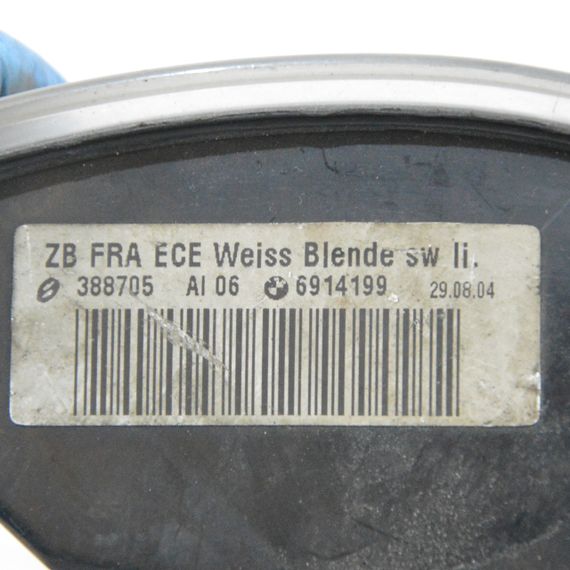 ZB FRA ECE Weiss Blende sw li.
388705 AI 06 6914199 29.08.04